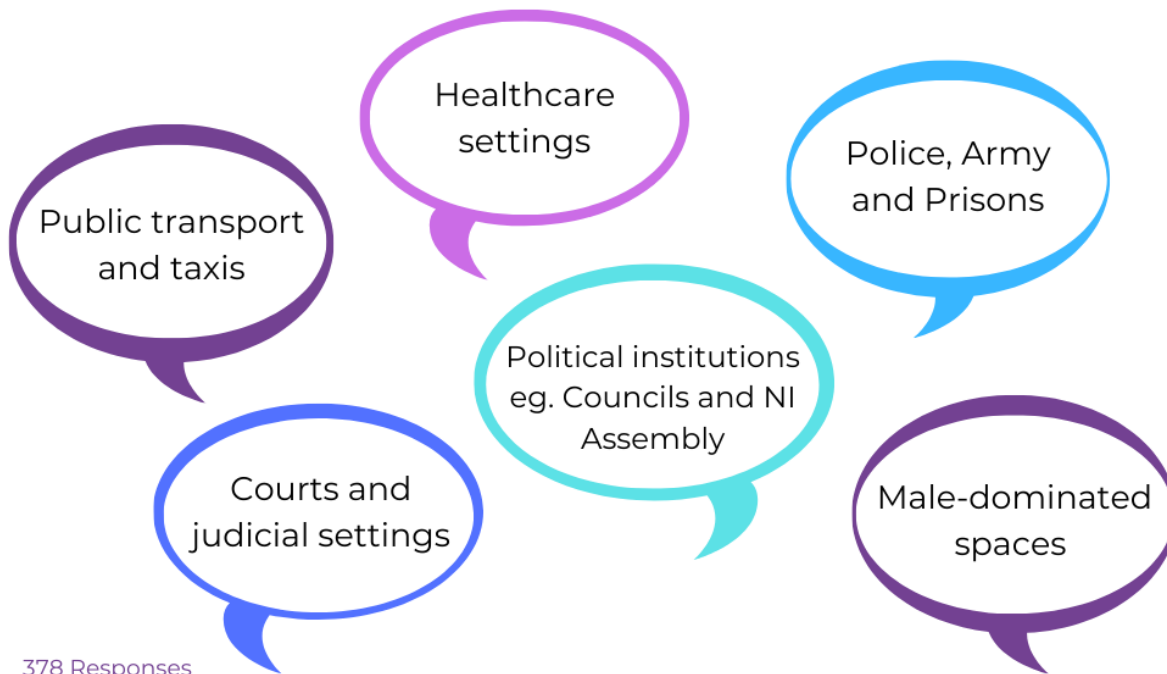 Healthcare
settings
Police, Army
and Prisons
Public transport
and taxis
Political institutions
eg. Councils and NI
Assembly
Courts and
judicial settings
Male-dominated
spaces
378 Responses